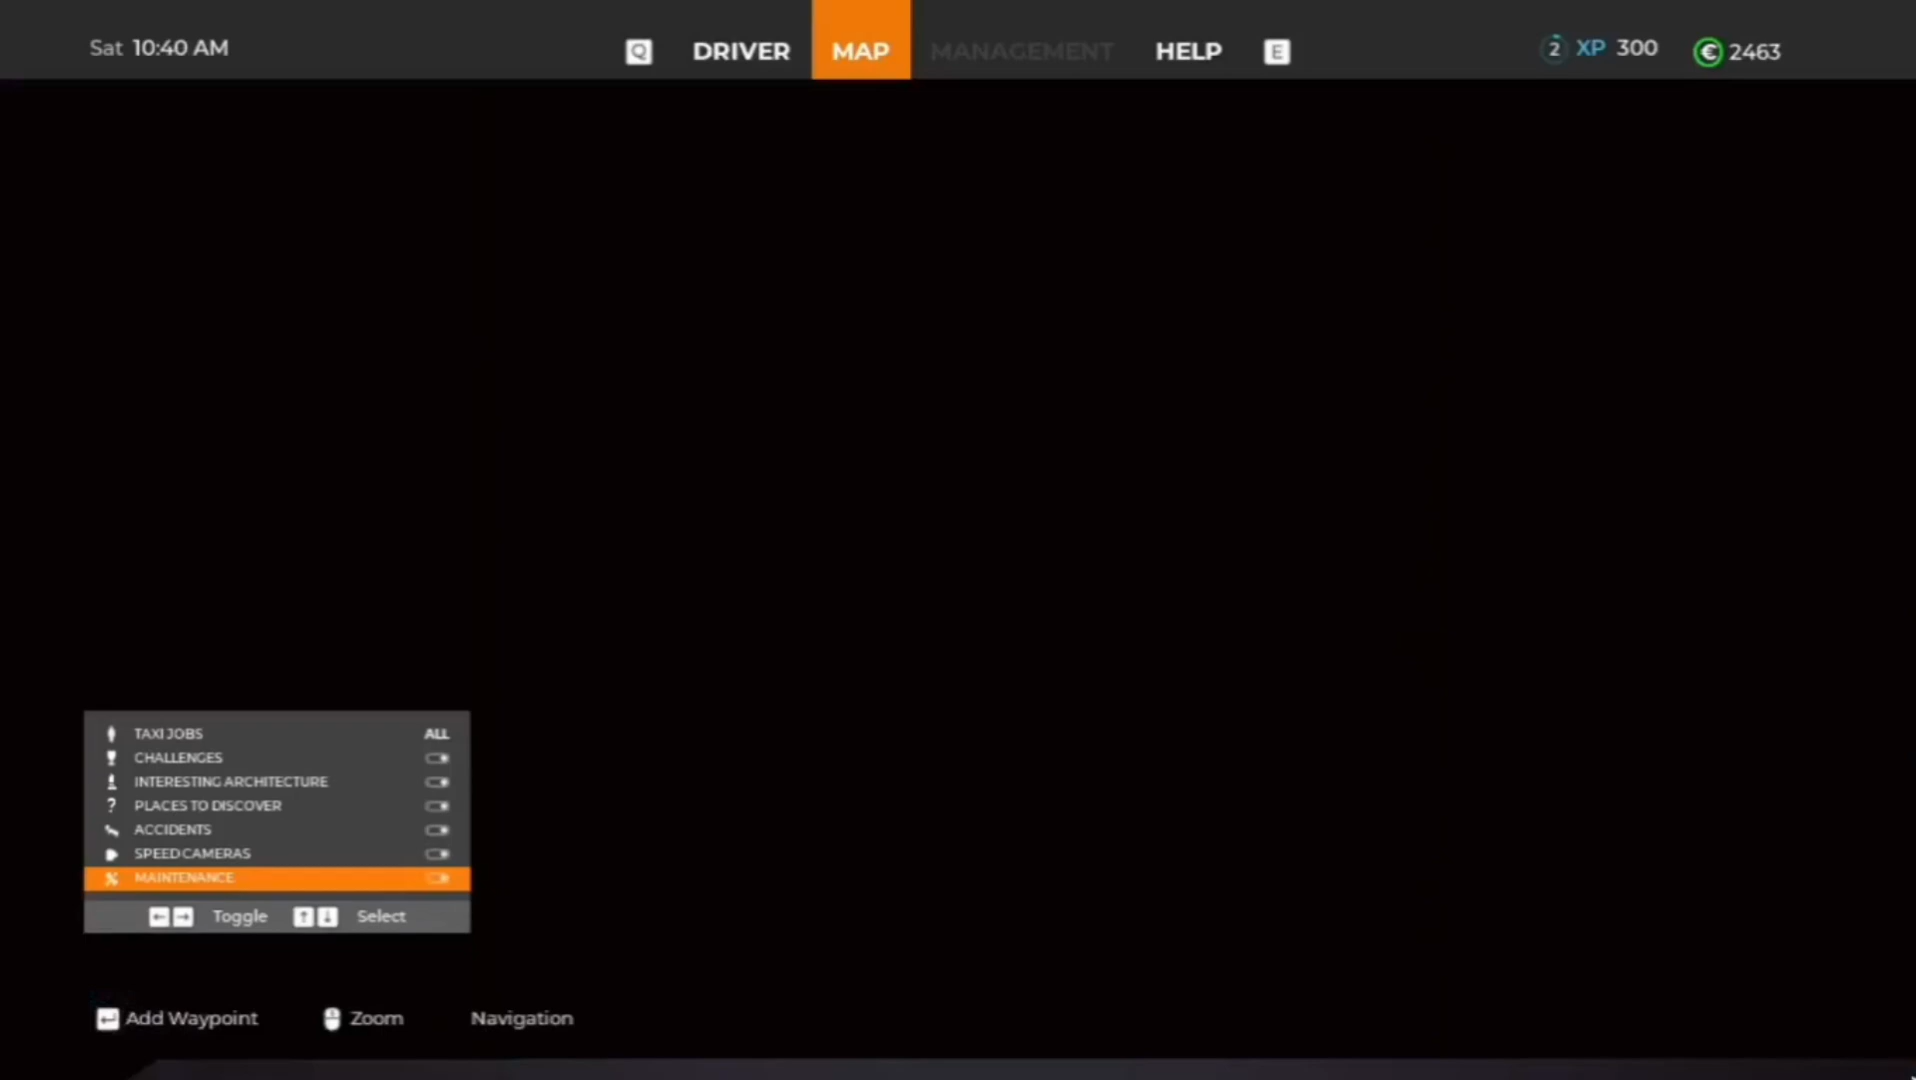 Sat 10:40 AM
Q DRIVER MAP MANAGEMENT HELP E
2 XP 300 € 2463
TAXI JOBS ALL
CHALLENGES
INTERESTING ARCHITECTURE
? PLACES TO DISCOVER
ACCIDENTS
SPEED CAMERAS
MAINTENANCE
Toggle Select
Add Waypoint Zoom Navigation